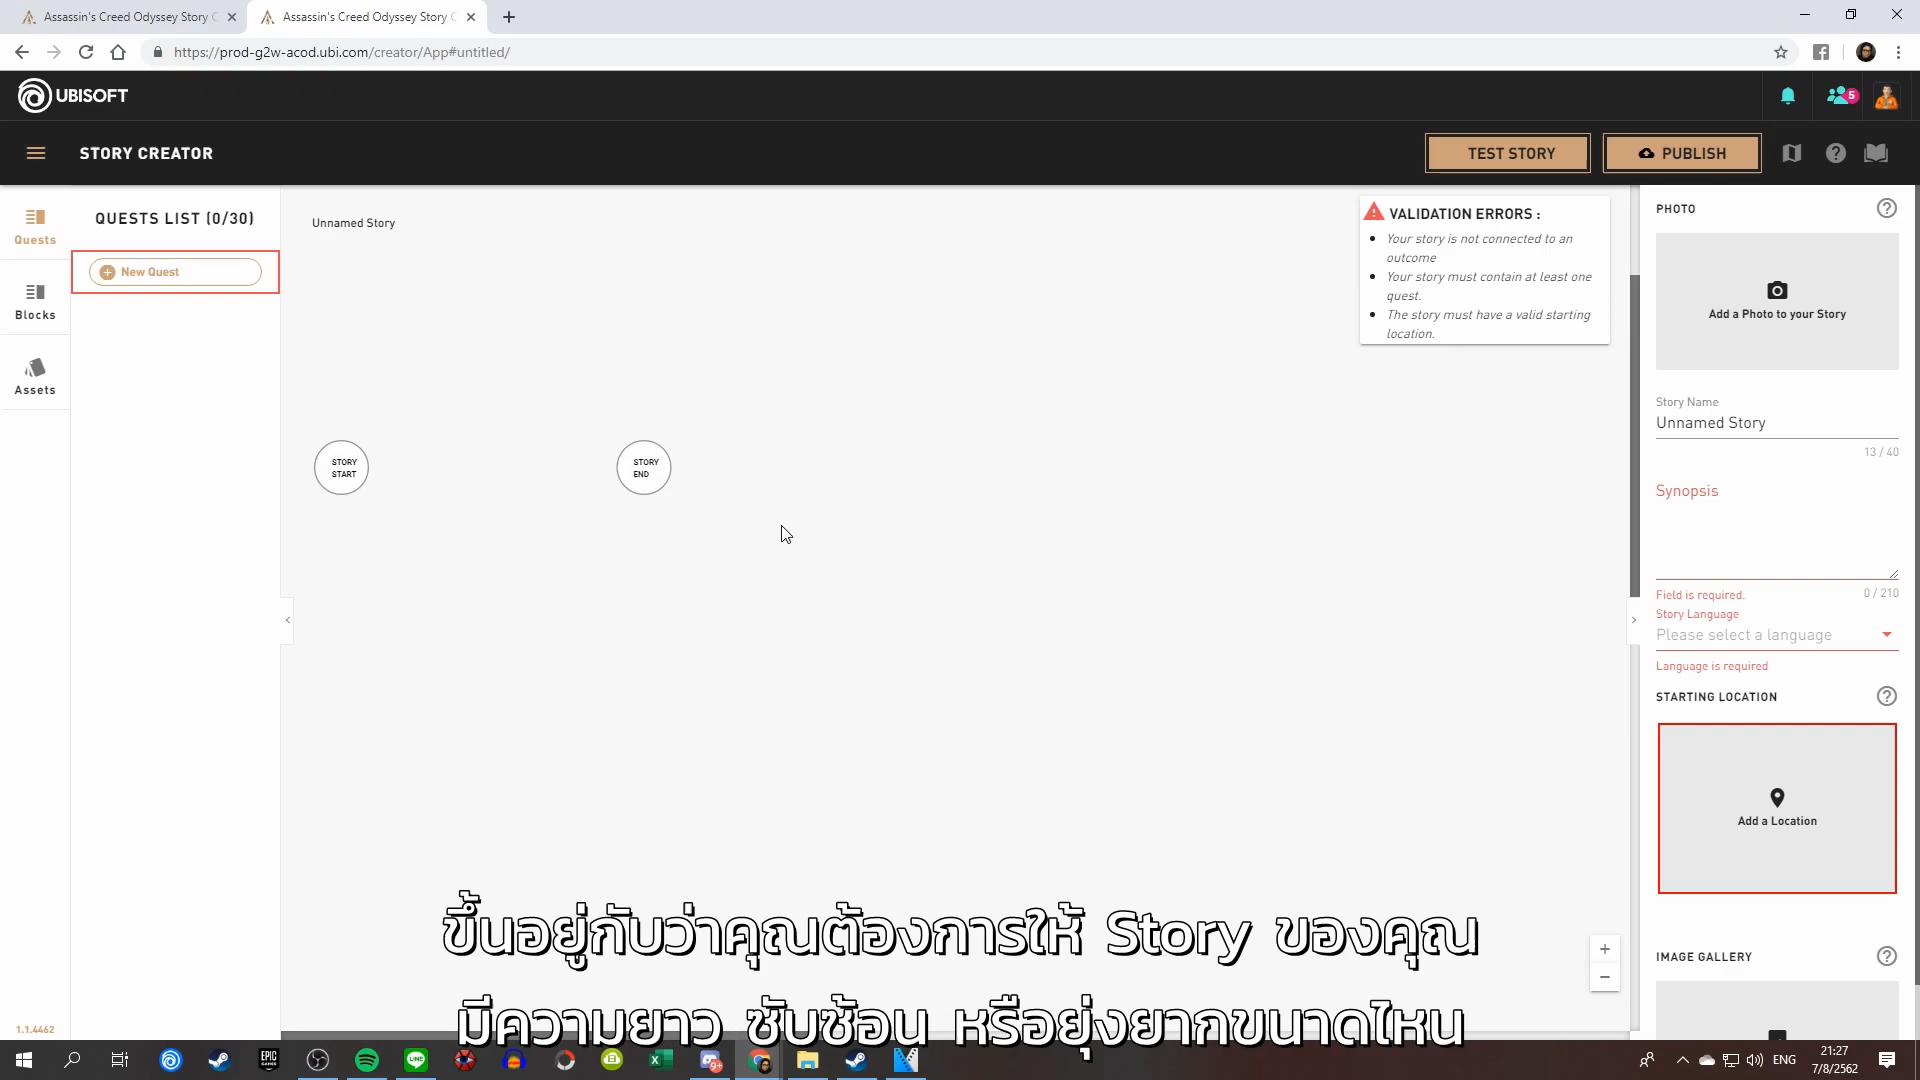 Assassin's Creed Odyssey Story C
Assassin's Creed Odyssey Story C
https://prod-g2w-acod.ubi.com/creator/App#untitled/
UBISOFT
5
STORY CREATOR
TEST STORY
PUBLISH
Quests
Blocks
Assets
QUESTS LIST (0/30)
New Quest
Unnamed Story
STORY
START
STORY
END
VALIDATION ERRORS :
Your story is not connected to an
outcome
Your story must contain at least one
quest.
The story must have a valid starting
location.
PHOTO
Add a Photo to your Story
Story Name
Unnamed Story
13 / 40
Synopsis
Field is required.
0 / 210
Story Language
Please select a language
Language is required
STARTING LOCATION
Add a Location
IMAGE GALLERY
+
−
ขึ้นอยู่กับว่าคุณต้องการให้ Story ของคุณ
มีความยาว ซับซ้อน หรือยุ่งยากขนาดไหน
1.1.4462
EPIC
GAMES
LINE
9+
ENG
21:27
7/8/2562